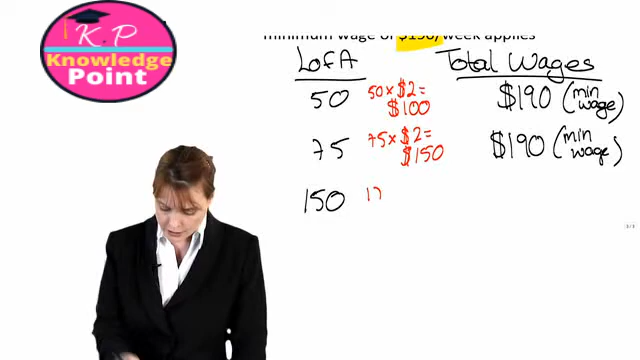 K.P
Knowledge
Point
minimum wage of $190/week applies
LofA Total Wages
50 50 × $2 = $100 $190 (min wage)
75 75 × $2 = $150 $190 (min wage)
150